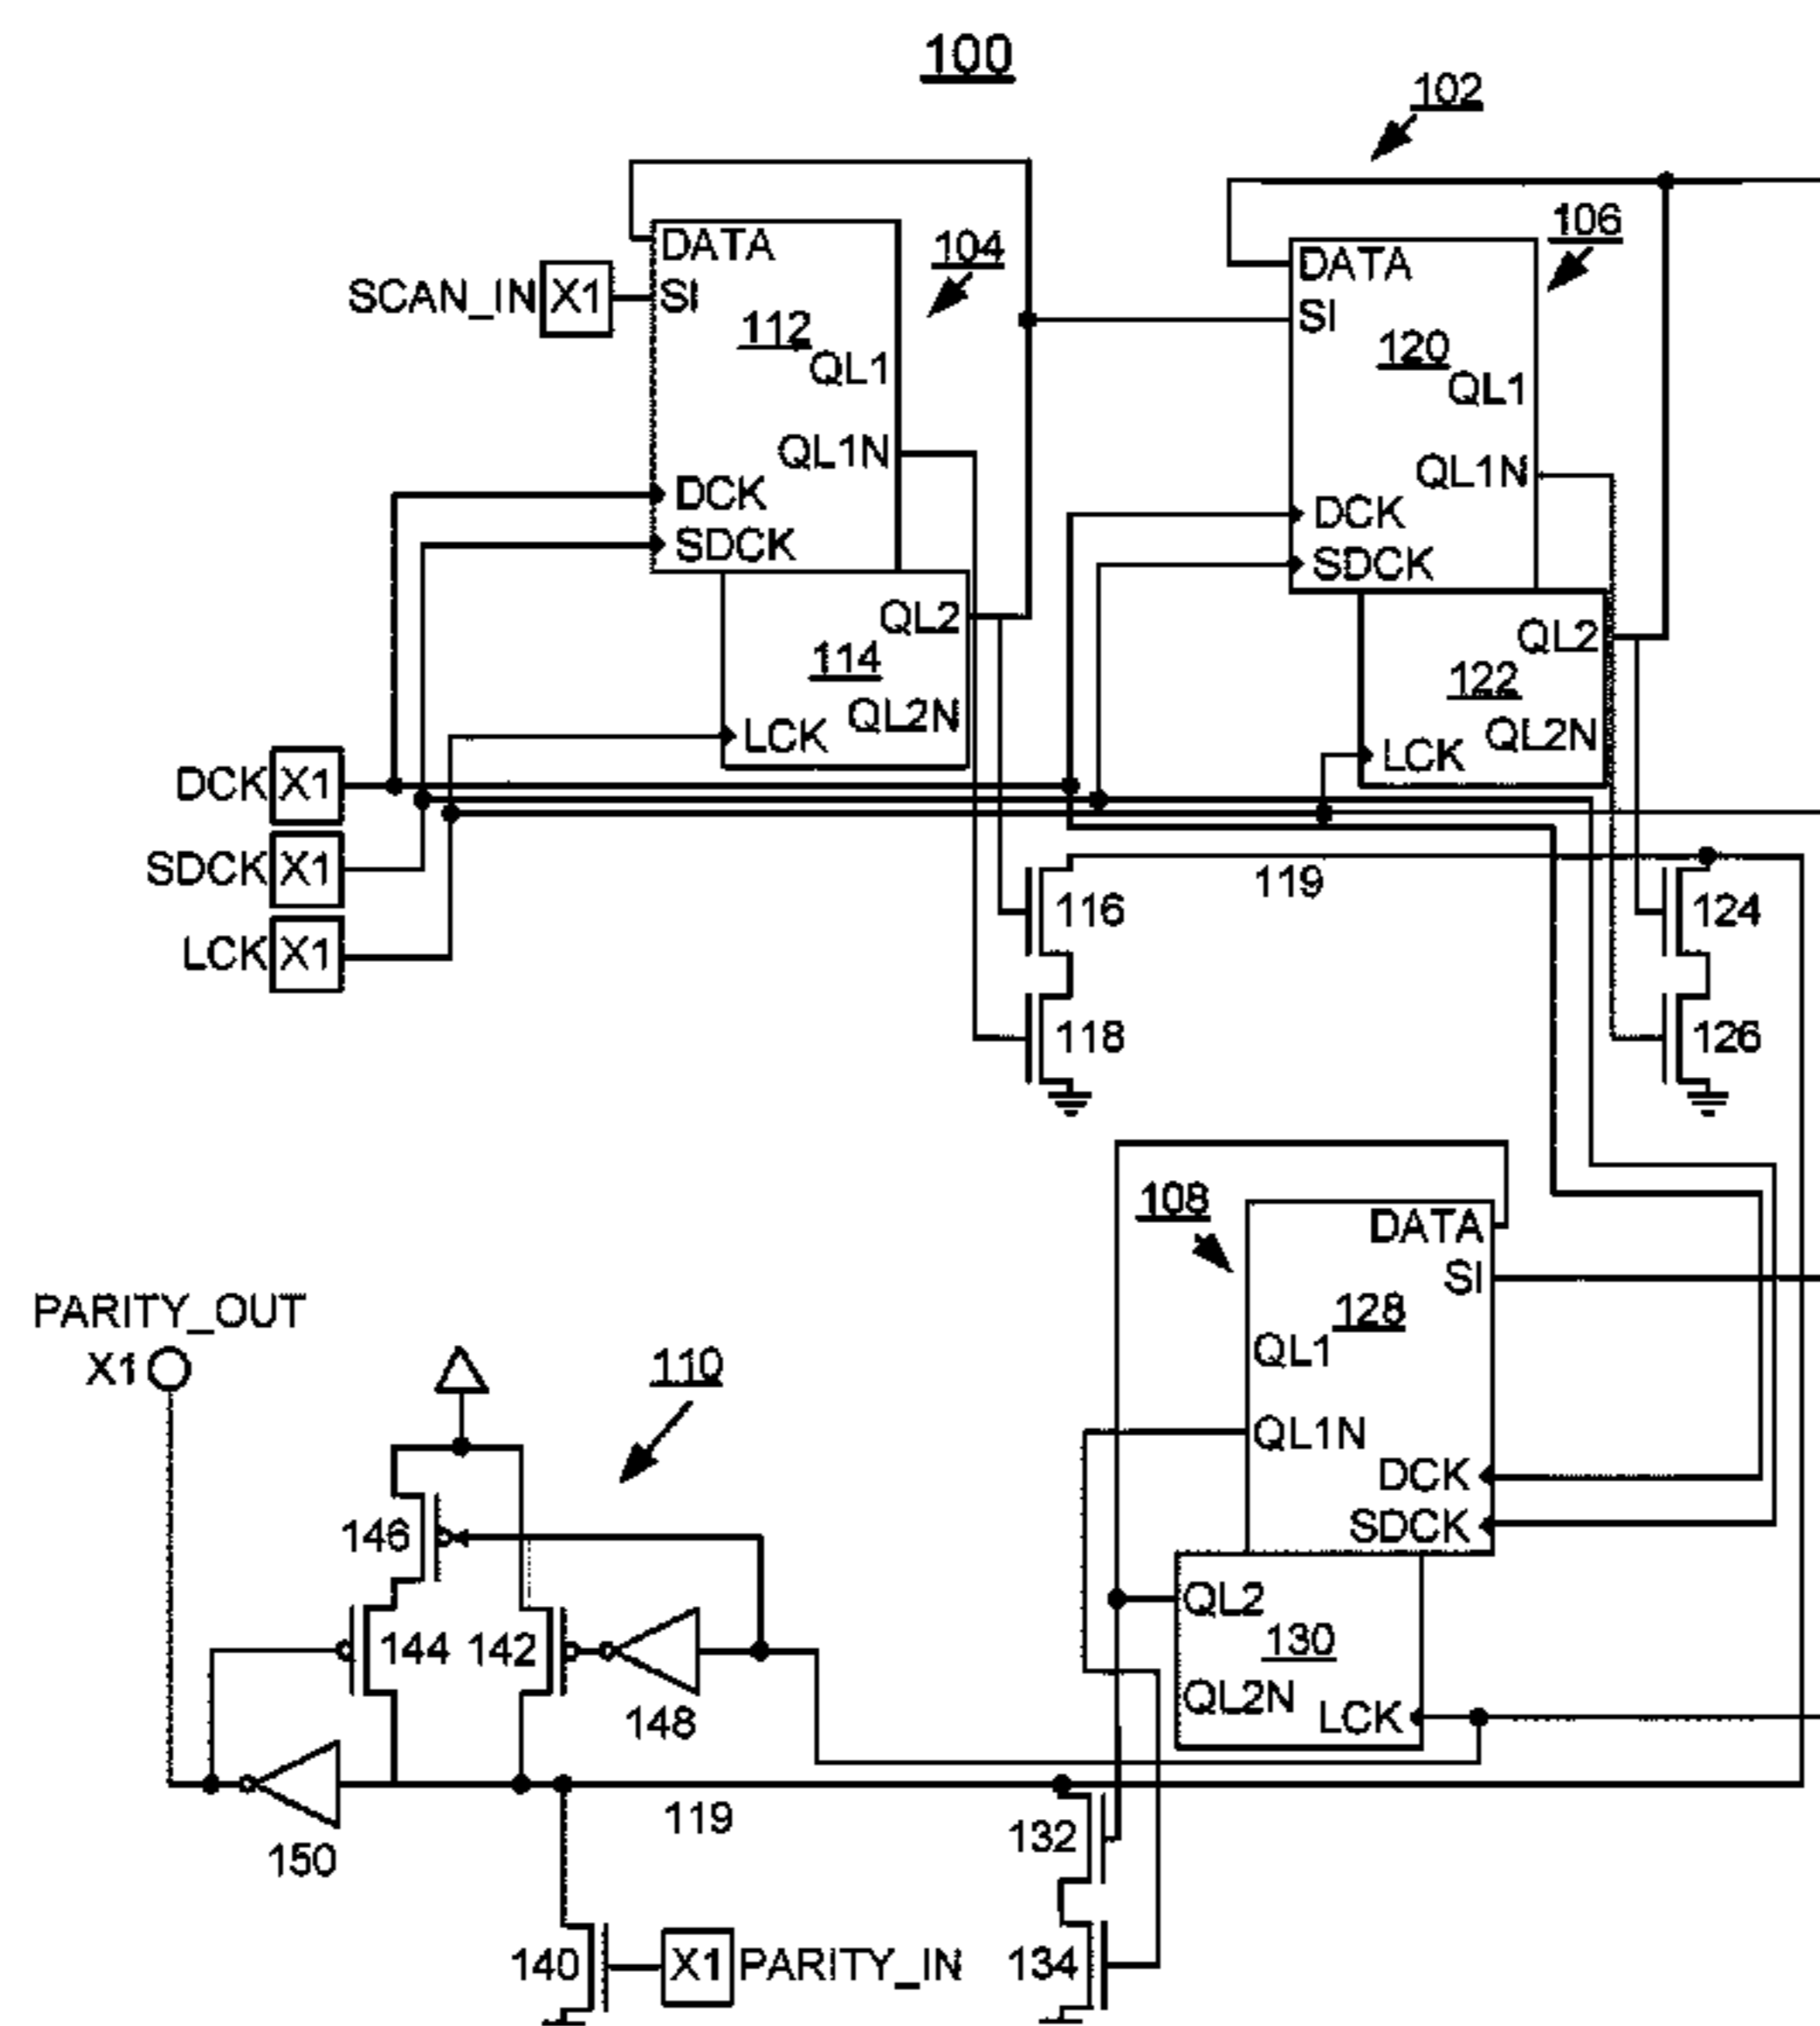 100
102
DATA
104
DATA
106
SCAN_IN X1
SI
SI
112
120
QL1
QL1
QL1N
QL1N
DCK
DCK
SDCK
SDCK
QL2
QL2
114
122
QL2N
QL2N
LCK
LCK
DCK X1
SDCK X1
LCK X1
119
116
124
118
126
108
DATA
SI
PARITY_OUT
128
X1
110
QL1
QL1N
DCK
146
SDCK
QL2
144
142
130
QL2N
148
LCK
119
132
150
140
X1 PARITY_IN
134